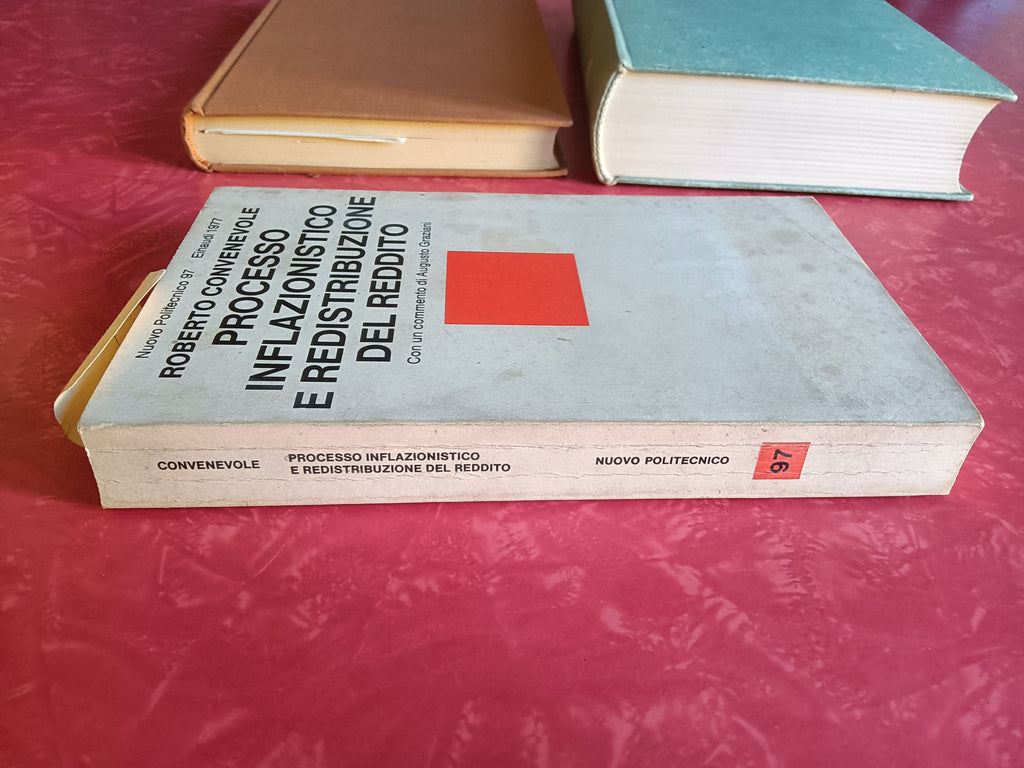 Nuovo Politecnico 97 Einaudi 1977
ROBERTO CONVENEVOLE
PROCESSO
INFLAZIONISTICO
E REDISTRIBUZIONE
DEL REDDITO
Con un commento di Augusto Graziani
CONVENEVOLE
PROCESSO INFLAZIONISTICO
E REDISTRIBUZIONE DEL REDDITO
NUOVO POLITECNICO
97